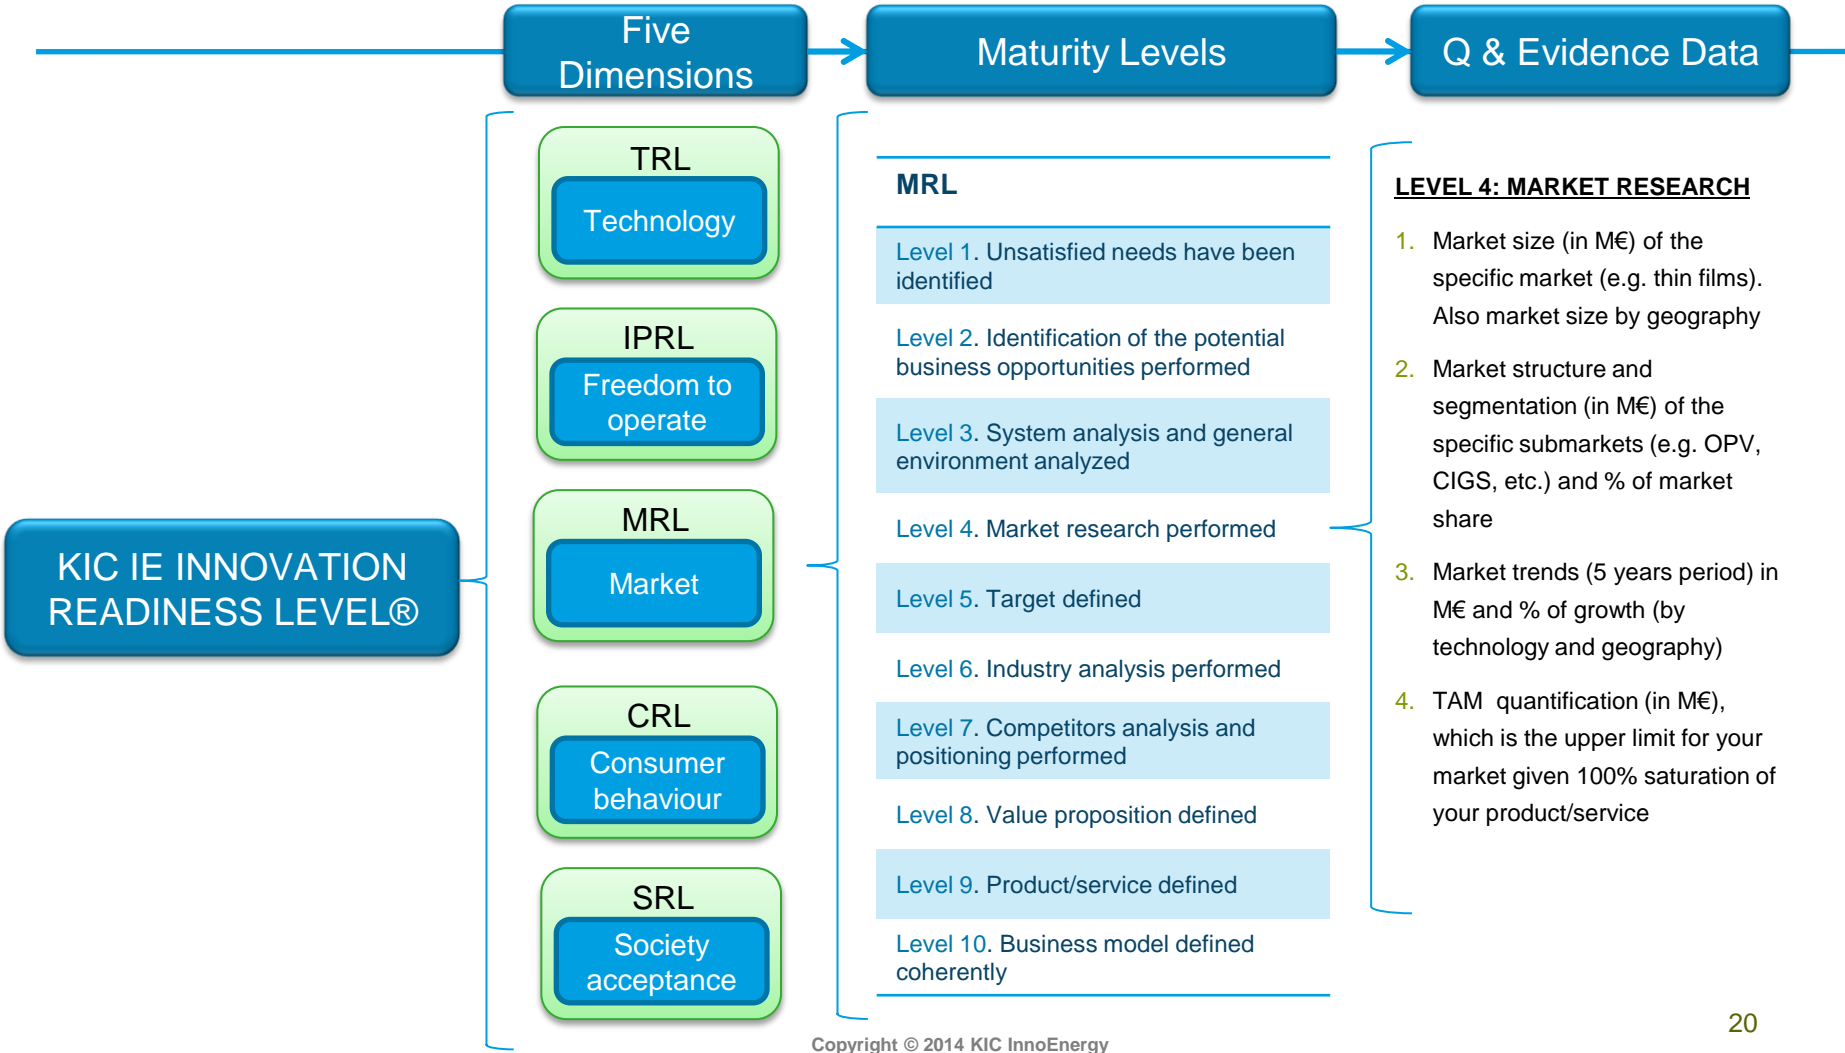 Five
Dimensions
Maturity Levels
Q & Evidence Data
KIC IE INNOVATION
READINESS LEVEL®
TRL
Technology
IPRL
Freedom to
operate
MRL
Market
CRL
Consumer
behaviour
SRL
Society
acceptance
MRL
Level 1. Unsatisfied needs have been
identified
Level 2. Identification of the potential
business opportunities performed
Level 3. System analysis and general
environment analyzed
Level 4. Market research performed
Level 5. Target defined
Level 6. Industry analysis performed
Level 7. Competitors analysis and
positioning performed
Level 8. Value proposition defined
Level 9. Product/service defined
Level 10. Business model defined
coherently
LEVEL 4: MARKET RESEARCH
1. Market size (in M€) of the
specific market (e.g. thin films).
Also market size by geography
2. Market structure and
segmentation (in M€) of the
specific submarkets (e.g. OPV,
CIGS, etc.) and % of market
share
3. Market trends (5 years period) in
M€ and % of growth (by
technology and geography)
4. TAM quantification (in M€),
which is the upper limit for your
market given 100% saturation of
your product/service
20
Copyright © 2014 KIC InnoEnergy